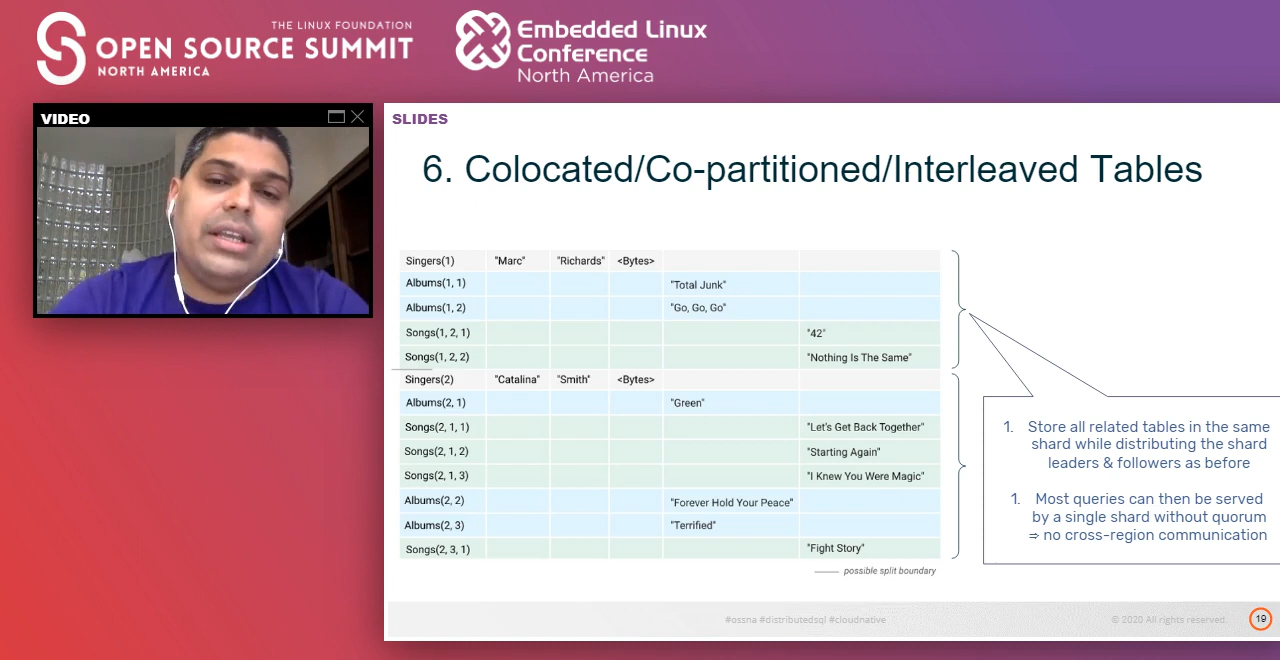 THE LINUX FOUNDATION
OPEN SOURCE SUMMIT
NORTH AMERICA
Embedded Linux
Conference
North America
VIDEO
SLIDES
6. Colocated/Co-partitioned/Interleaved Tables
Singers(1) "Marc" "Richards" <Bytes>
Albums(1, 1) "Total Junk"
Albums(1, 2) "Go, Go, Go"
Songs(1, 2, 1) "42"
Songs(1, 2, 2) "Nothing Is The Same"
Singers(2) "Catalina" "Smith" <Bytes>
Albums(2, 1) "Green"
Songs(2, 1, 1) "Let's Get Back Together"
Songs(2, 1, 2) "Starting Again"
Songs(2, 1, 3) "I Knew You Were Magic"
Albums(2, 2) "Forever Hold Your Peace"
Albums(2, 3) "Terrified"
Songs(2, 3, 1) "Fight Story"
possible split boundary
1. Store all related tables in the same
shard while distributing the shard
leaders & followers as before
1. Most queries can then be served
by a single shard without quorum
⇒ no cross-region communication
#ossna #distributedsql #cloudnative
© 2020 All rights reserved.
19